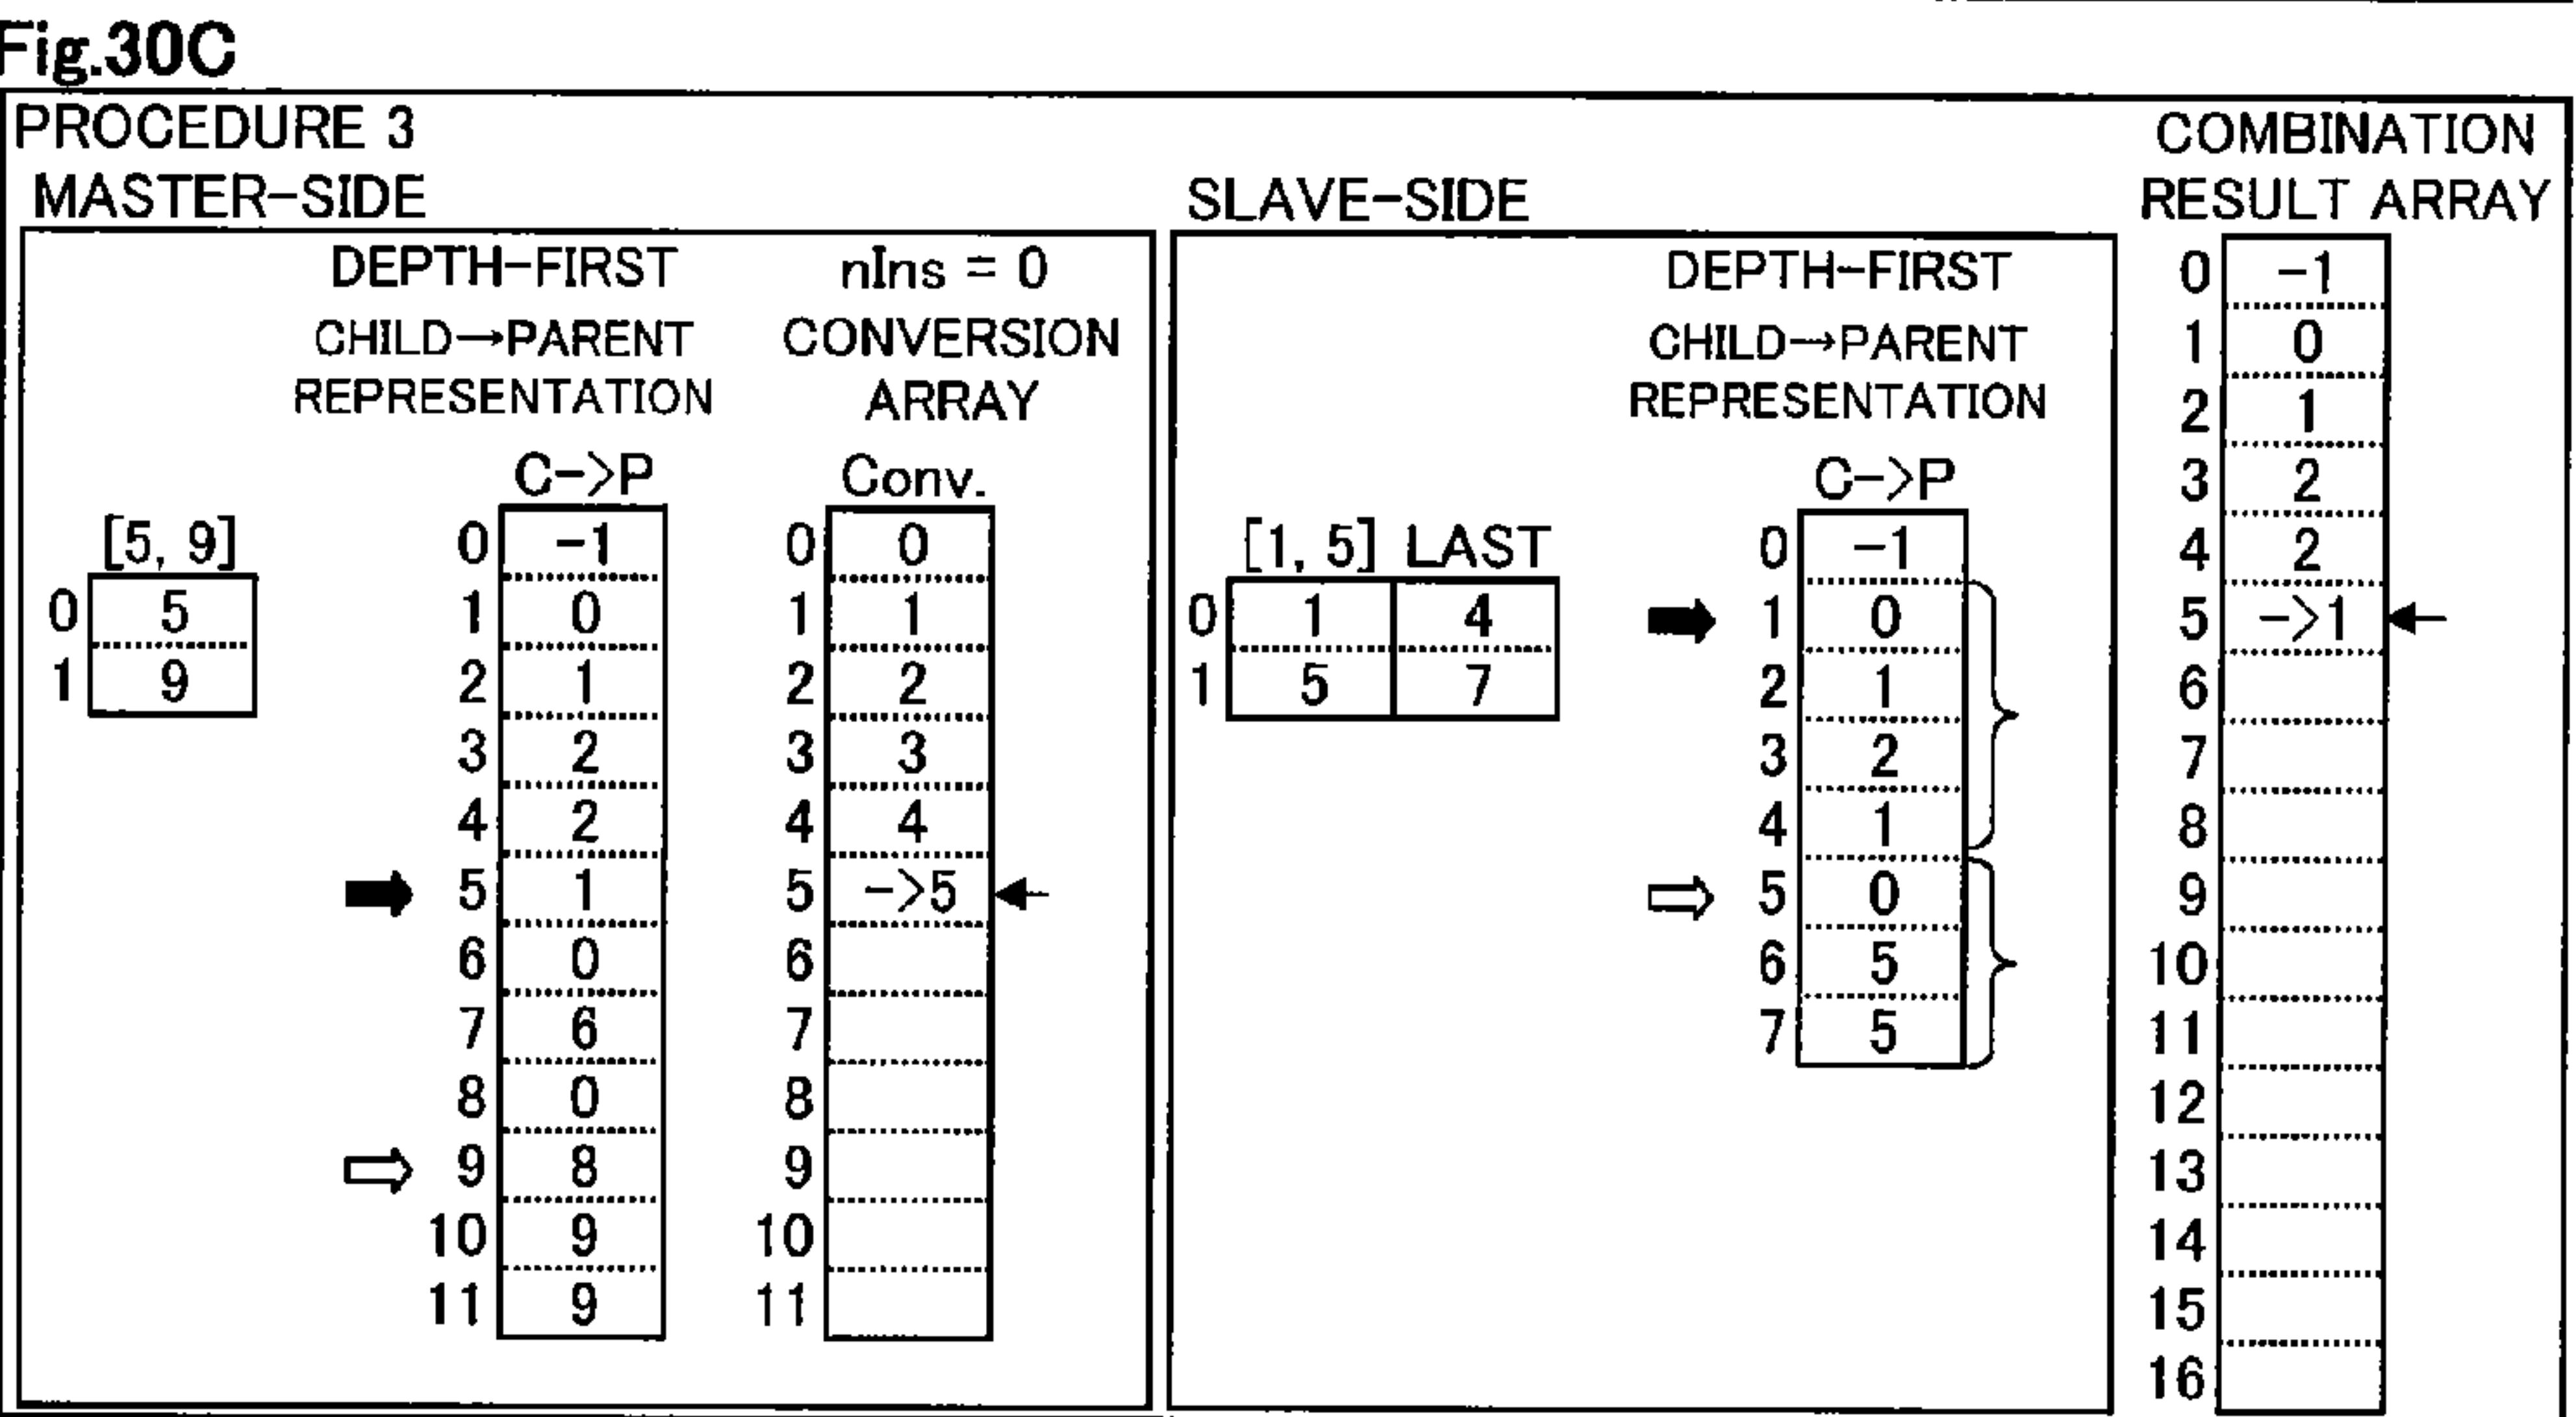 Fig.30C
PROCEDURE 3
MASTER-SIDE
DEPTH-FIRST
CHILD→PARENT
REPRESENTATION
C->P
nIns = 0
CONVERSION
ARRAY
Conv.
[5, 9]
0 5
1 9
0 -1
1 0
2 1
3 2
4 2
5 1
6 0
7 6
8 0
9 8
10 9
11 9
0 0
1 1
2 2
3 3
4 4
5 ->5
6
7
8
9
10
11
SLAVE-SIDE
DEPTH-FIRST
CHILD→PARENT
REPRESENTATION
C->P
[1, 5] LAST
0 1 4
1 5 7
0 -1
1 0
2 1
3 2
4 1
5 0
6 5
7 5
COMBINATION
RESULT ARRAY
0 -1
1 0
2 1
3 2
4 2
5 ->1
6
7
8
9
10
11
12
13
14
15
16